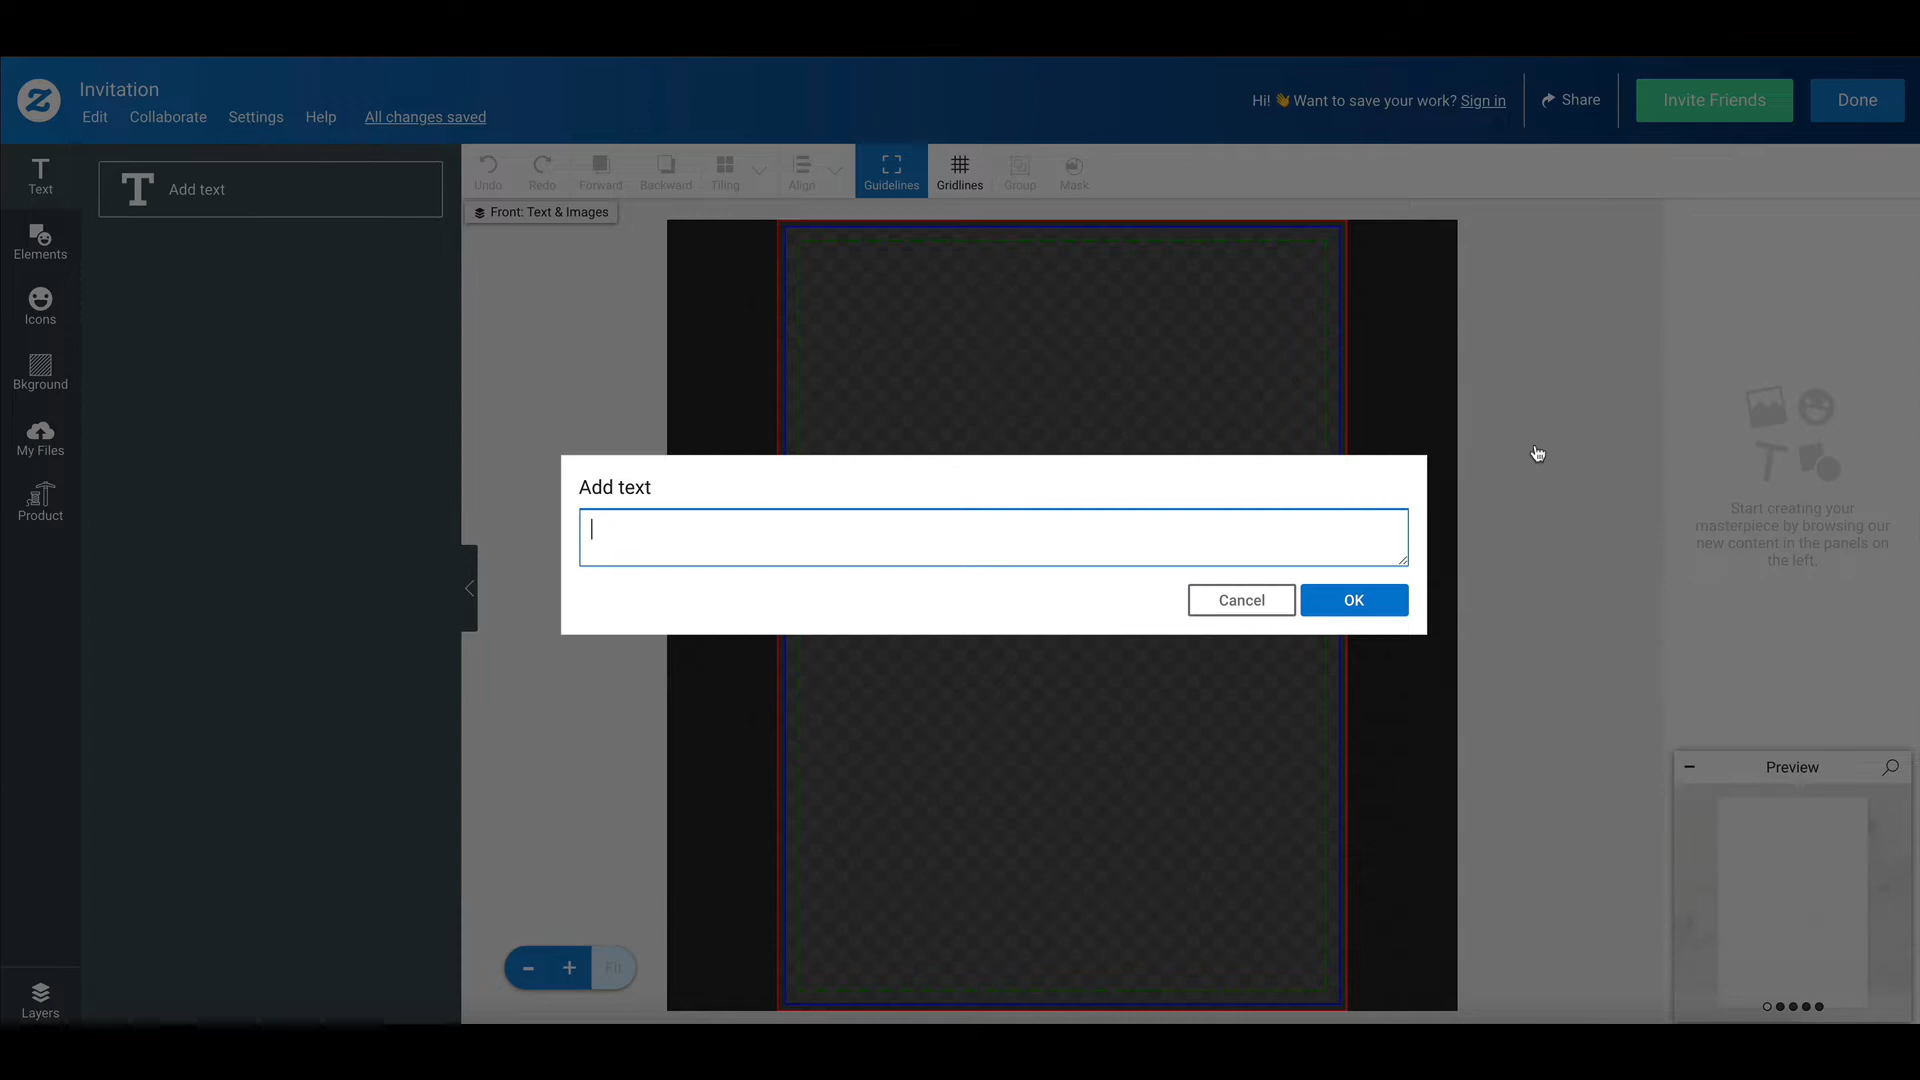 Invitation
Edit Collaborate Settings Help All changes saved
Hi! 👋 Want to save your work? Sign in
Share
Invite Friends
Done
Text
Elements
Icons
Bkground
My Files
Product
Layers
Add text
Undo Redo Forward Backward Tiling Align Guidelines Gridlines Group Mask
Front: Text & Images
Add text
Cancel
OK
Start creating your
masterpiece by browsing our
new content in the panels on
the left.
Preview
- + Fit